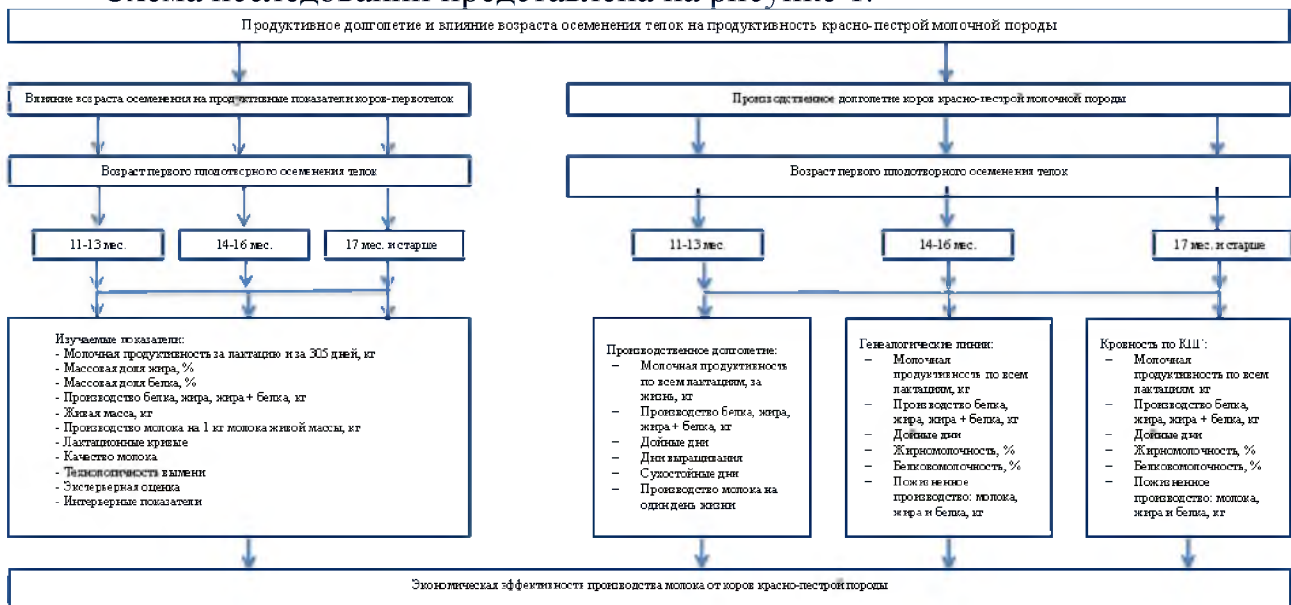 Схема исследований представлена на рисунке 1.
Продуктивное долголетие и влияние возраста осеменения телок на продуктивность красно-пестрой молочной породы
Влияние возраста осеменения на продуктивные показатели коров-первотелок
Производственное долголетие коров красно-пестрой молочной породы
Возраст первого плодотворного осеменения телок
Возраст первого плодотворного осеменения телок
11-13 мес.
14-16 мес.
17 мес. и старше
11-13 мес.
14-16 мес.
17 мес. и старше
Изучаемые показатели:
- Молочная продуктивность за лактацию и за 305 дней, кг
- Массовая доля жира, %
- Массовая доля белка, %
- Производство белка, жира, жира + белка, кг
- Живая масса, кг
- Производство молока на 1 кг молока живой массы, кг
- Лактационные кривые
- Качество молока
- Технологичность вымени
- Экстерьерная оценка
- Интерьерные показатели
Производственное долголетие:
– Молочная продуктивность
по всем лактациям, за
жизнь, кг
– Производство белка, жира,
жира + белка, кг
– Дойные дни
– Дни выращивания
– Сухостойные дни
– Производство молока на
один день жизни
Генеалогические линии:
– Молочная
продуктивность по всем
лактациям, кг
– Производство белка,
жира, жира + белка, кг
– Дойные дни
– Жирномолочность, %
– Белковомолочность, %
– Пожизненное
производство: молока,
жира и белка, кг
Кровность по КПГ:
– Молочная
продуктивность по всем
лактациям, кг
– Производство белка,
жира, жира + белка, кг
– Дойные дни
– Жирномолочность, %
– Белковомолочность, %
– Пожизненное
производство: молока,
жира и белка, кг
Экономическая эффективность производства молока от коров красно-пестрой породы